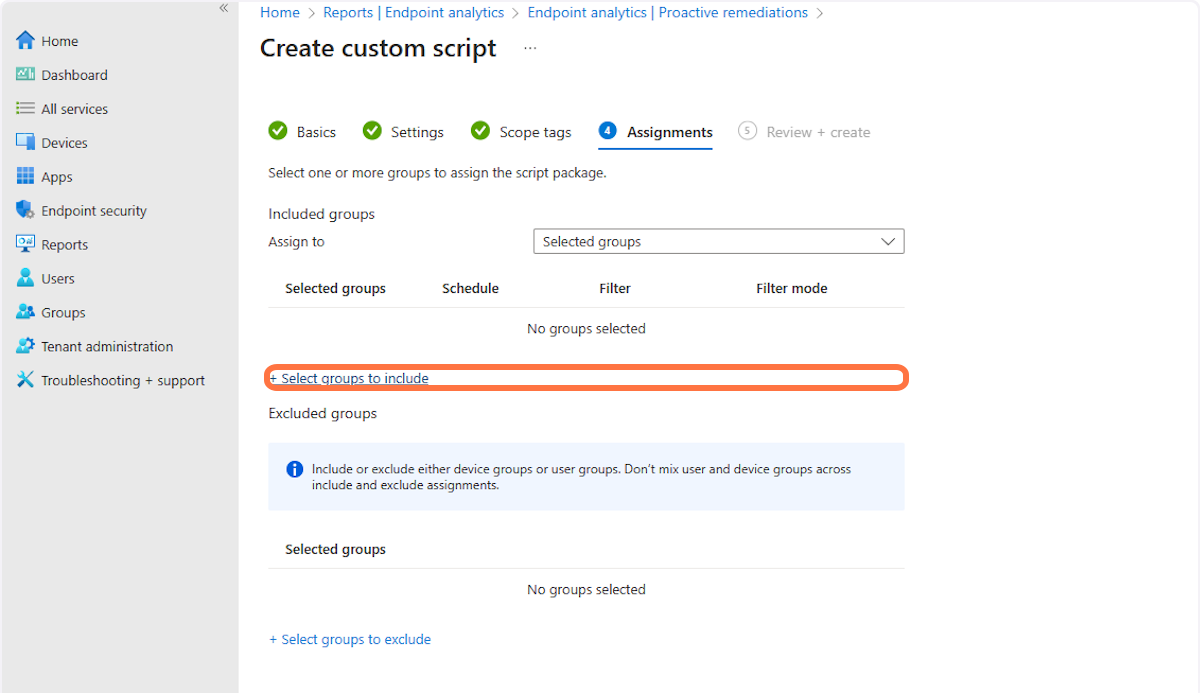 «
Home
Dashboard
All services
Devices
Apps
Endpoint security
Reports
Users
Groups
Tenant administration
Troubleshooting + support
Home > Reports | Endpoint analytics > Endpoint analytics | Proactive remediations >
Create custom script ...
Basics Settings Scope tags 4 Assignments 5 Review + create
Select one or more groups to assign the script package.
Included groups
Assign to Selected groups
Selected groups Schedule Filter Filter mode
No groups selected
+ Select groups to include
Excluded groups
Include or exclude either device groups or user groups. Don't mix user and device groups across
include and exclude assignments.
Selected groups
No groups selected
+ Select groups to exclude